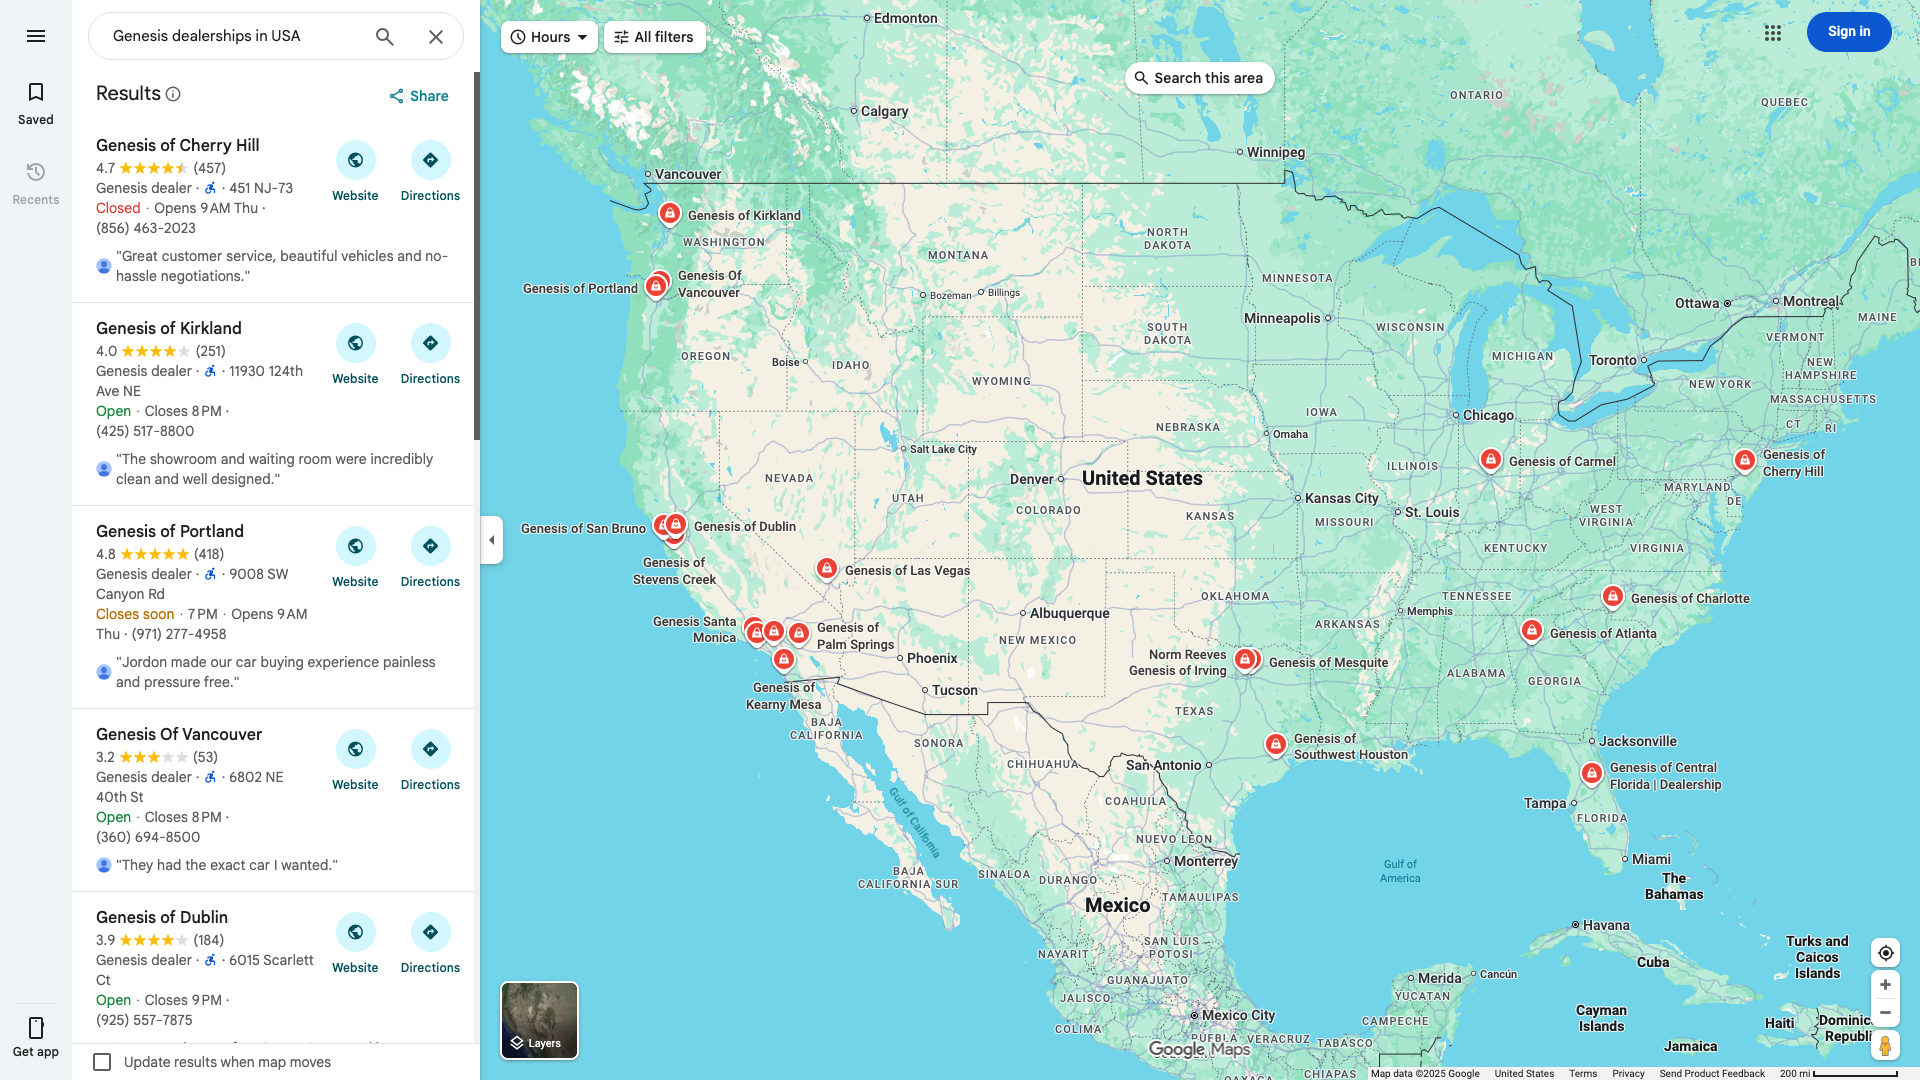 Genesis dealerships in USA
Saved
Recents
Get app
Results
Share
Genesis of Cherry Hill
4.7 (457)
Genesis dealer · 451 NJ-73
Closed · Opens 9 AM Thu ·
(856) 463-2023
Website
Directions
"Great customer service, beautiful vehicles and no-
hassle negotiations."
Genesis of Kirkland
4.0 (251)
Genesis dealer · 11930 124th
Ave NE
Open · Closes 8 PM ·
(425) 517-8800
Website
Directions
"The showroom and waiting room were incredibly
clean and well designed."
Genesis of Portland
4.8 (418)
Genesis dealer · 9008 SW
Canyon Rd
Closes soon · 7 PM · Opens 9 AM
Thu · (971) 277-4958
Website
Directions
"Jordon made our car buying experience painless
and pressure free."
Genesis Of Vancouver
3.2 (53)
Genesis dealer · 6802 NE
40th St
Open · Closes 8 PM ·
(360) 694-8500
Website
Directions
"They had the exact car I wanted."
Genesis of Dublin
3.9 (184)
Genesis dealer · 6015 Scarlett
Ct
Open · Closes 9 PM ·
(925) 557-7875
Website
Directions
Update results when map moves
Hours
All filters
Search this area
Sign in
Edmonton
Calgary
Winnipeg
ONTARIO
QUEBEC
Vancouver
Genesis of Kirkland
WASHINGTON
MONTANA
NORTH
DAKOTA
MINNESOTA
Genesis of Portland
Genesis Of
Vancouver
Bozeman
Billings
Minneapolis
SOUTH
DAKOTA
WISCONSIN
MICHIGAN
Ottawa
Montreal
MAINE
VERMONT
Toronto
NEW
HAMPSHIRE
NEW YORK
MASSACHUSETTS
CT
RI
OREGON
Boise
IDAHO
WYOMING
IOWA
Chicago
NEBRASKA
Omaha
Salt Lake City
NEVADA
UTAH
Denver
United States
COLORADO
KANSAS
Kansas City
MISSOURI
St. Louis
ILLINOIS
Genesis of Carmel
Genesis of
Cherry Hill
MARYLAND
DE
WEST
VIRGINIA
VIRGINIA
KENTUCKY
Genesis of San Bruno
Genesis of Dublin
Genesis of
Stevens Creek
Genesis of Las Vegas
Genesis Santa
Monica
Genesis of
Palm Springs
Genesis of
Kearny Mesa
Phoenix
Tucson
Albuquerque
NEW MEXICO
OKLAHOMA
ARKANSAS
Memphis
TENNESSEE
Genesis of Charlotte
Genesis of Atlanta
Norm Reeves
Genesis of Irving
Genesis of Mesquite
ALABAMA
GEORGIA
TEXAS
BAJA
CALIFORNIA
SONORA
CHIHUAHUA
San Antonio
Genesis of
Southwest Houston
Jacksonville
Genesis of Central
Florida | Dealership
Tampa
FLORIDA
Miami
The
Bahamas
Gulf of California
COAHUILA
NUEVO LEON
Monterrey
Gulf of
America
BAJA
CALIFORNIA SUR
SINALOA
DURANGO
Mexico
TAMAULIPAS
SAN LUIS
POTOSI
NAYARIT
GUANAJUATO
JALISCO
COLIMA
Mexico City
PUEBLA
VERACRUZ
TABASCO
CHIAPAS
CAMPECHE
YUCATAN
Merida
Cancún
Havana
Cuba
Turks and
Caicos
Islands
Cayman
Islands
Haiti
Jamaica
Layers
Google Maps
Map data ©2025 Google
United States
Terms
Privacy
Send Product Feedback
200 mi